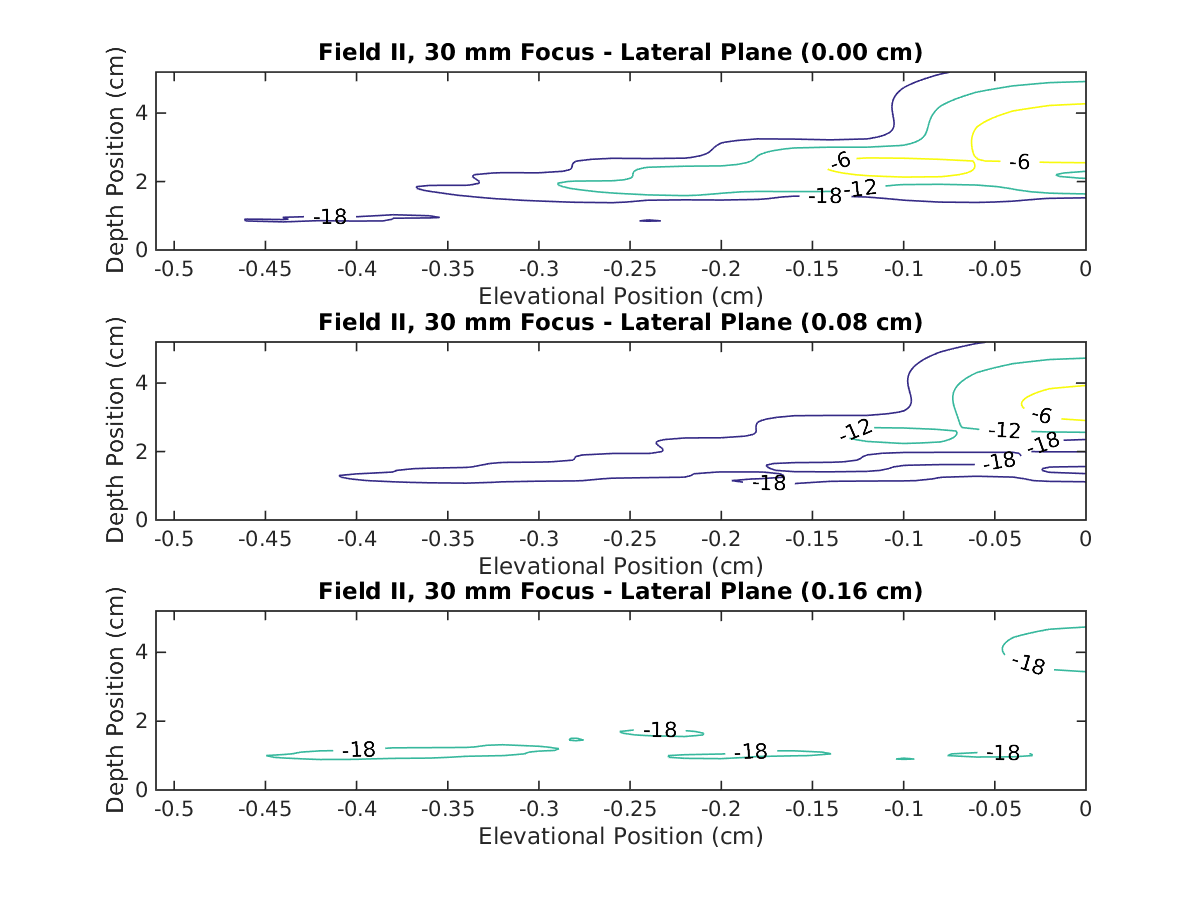 Field II, 30 mm Focus - Lateral Plane (0.00 cm)
Depth Position (cm)
4
2
0
-6
-6
-12
-18
-18
-0.5 -0.45 -0.4 -0.35 -0.3 -0.25 -0.2 -0.15 -0.1 -0.05 0
Elevational Position (cm)
Field II, 30 mm Focus - Lateral Plane (0.08 cm)
Depth Position (cm)
4
2
0
-6
-12
-12
-18
-18
-18
-0.5 -0.45 -0.4 -0.35 -0.3 -0.25 -0.2 -0.15 -0.1 -0.05 0
Elevational Position (cm)
Field II, 30 mm Focus - Lateral Plane (0.16 cm)
Depth Position (cm)
4
2
0
-18
-18
-18
-18
-18
-0.5 -0.45 -0.4 -0.35 -0.3 -0.25 -0.2 -0.15 -0.1 -0.05 0
Elevational Position (cm)